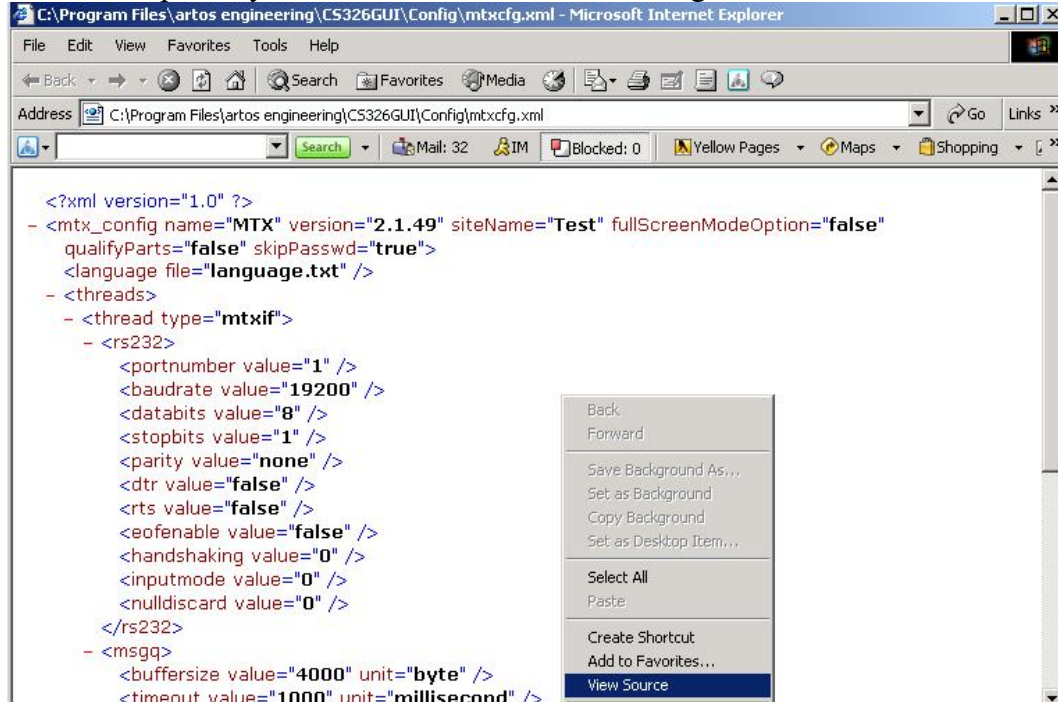 C:\Program Files\artos engineering\CS326GUI\Config\mtxcfg.xml - Microsoft Internet Explorer
File Edit View Favorites Tools Help
Back Search Favorites Media
Address C:\Program Files\artos engineering\CS326GUI\Config\mtxcfg.xml Go Links »
Search Mail: 32 IM Blocked: 0 Yellow Pages Maps Shopping »
<?xml version="1.0" ?>
- <mtx_config name="MTX" version="2.1.49" siteName="Test" fullScreenModeOption="false"
qualifyParts="false" skipPasswd="true">
<language file="language.txt" />
- <threads>
- <thread type="mtxif">
- <rs232>
<portnumber value="1" />
<baudrate value="19200" />
<databits value="8" />
<stopbits value="1" />
<parity value="none" />
<dtr value="false" />
<rts value="false" />
<eofenable value="false" />
<handshaking value="0" />
<inputmode value="0" />
<nulldiscard value="0" />
</rs232>
- <msgq>
<buffersize value="4000" unit="byte" />
<timeout value="1000" unit="millisecond" />
Back
Forward
Save Background As...
Set as Background
Copy Background
Set as Desktop Item...
Select All
Paste
Create Shortcut
Add to Favorites...
View Source